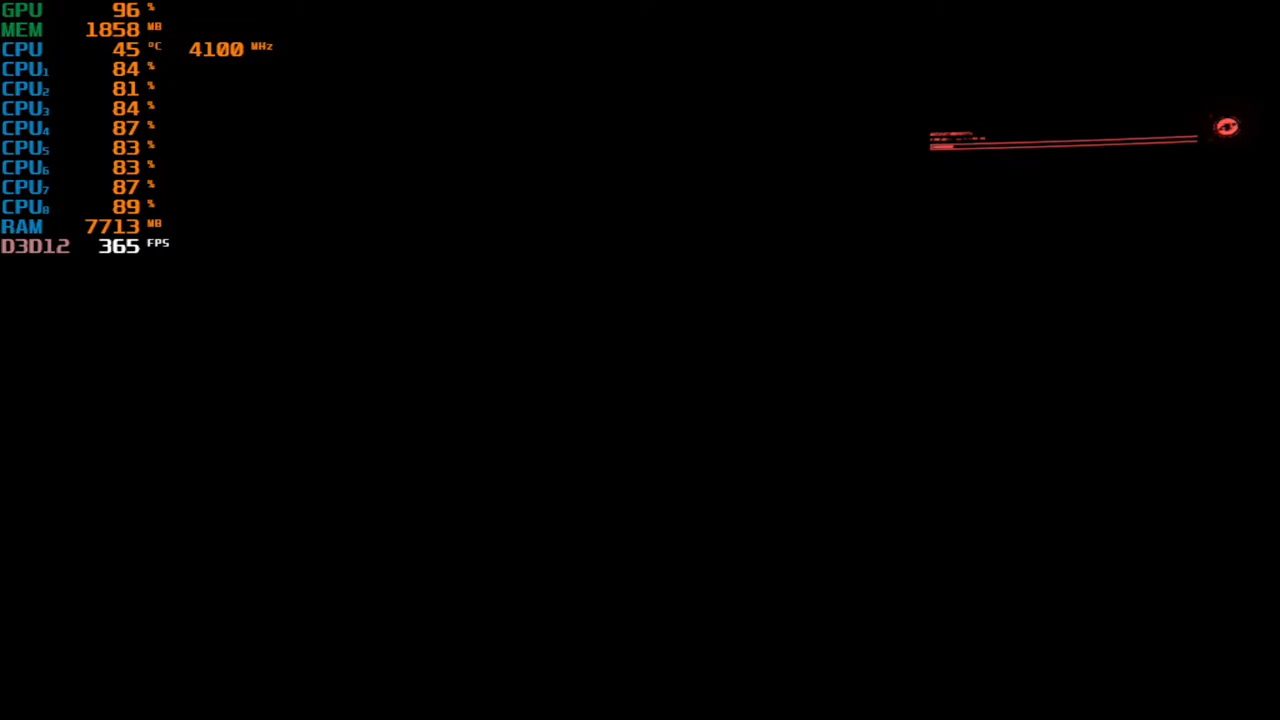 GPU 96 %
MEM 1858 MB
CPU 45 °C 4100 MHz
CPU₁ 84 %
CPU₂ 81 %
CPU₃ 84 %
CPU₄ 87 %
CPU₅ 83 %
CPU₆ 83 %
CPU₇ 87 %
CPU₈ 89 %
RAM 7713 MB
D3D12 365 FPS